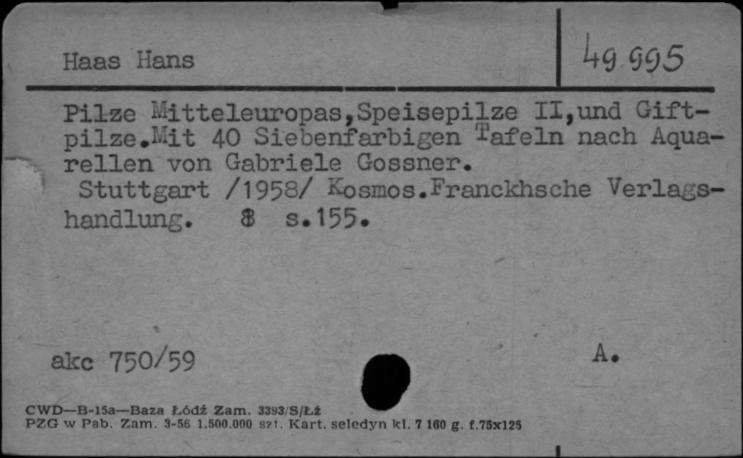 Haas Hans
49.995
Pilze Mitteleuropas,Speisepilze II,und Gift-
pilze.Mit 40 Siebenfarbigen Tafeln nach Aqua-
rellen von Gabriele Gossner.
Stuttgart /1958/ Kosmos.Franckhsche Verlags-
handlung. 8 s.155.
akc 750/59
A.
CWD—B-15a—Baza Łódź Zam. 3393/S/Łź
PZG w Pab. Zam. 3-56 1.500.000 szt. Kart. seledyn kl. 7 160 g. f.75x125